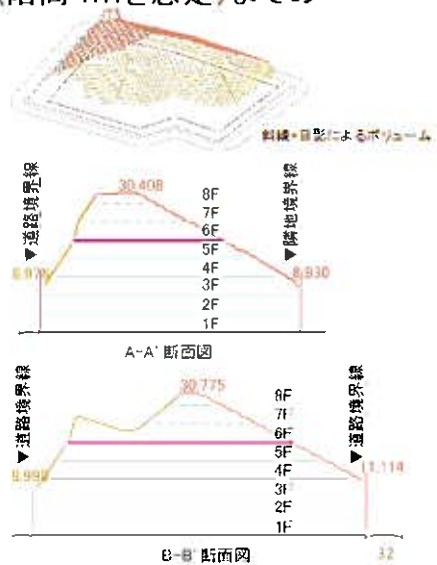 斜線・日影によるボリューム
▼道路境界線
30.408
▼隣地境界線
8F
7F
6F
5F
4F
3F
2F
1F
8.930
A-A' 断面図
▼道路境界線
30.775
▼道路境界線
8F
7F
6F
5F
4F
3F
2F
1F
B-B' 断面図
32